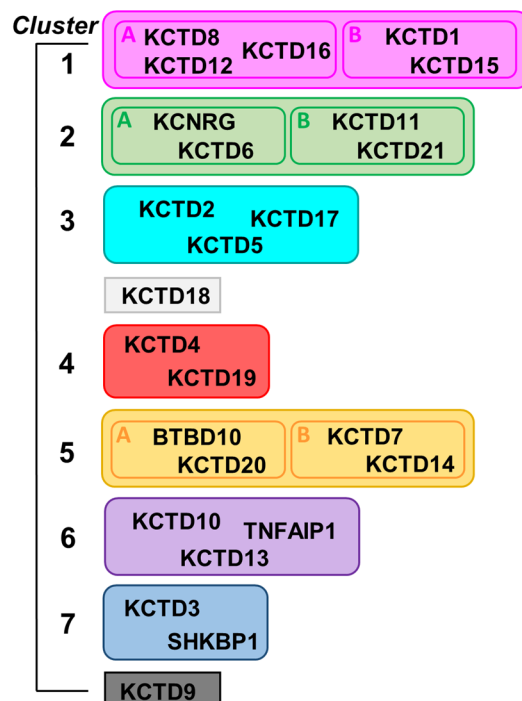 Cluster
1
A
KCTD8
KCTD16
KCTD12
B
KCTD1
KCTD15
2
A
KCNRG
KCTD6
B
KCTD11
KCTD21
3
KCTD2
KCTD17
KCTD5
KCTD18
4
KCTD4
KCTD19
5
A
BTBD10
KCTD20
B
KCTD7
KCTD14
6
KCTD10
TNFAIP1
KCTD13
7
KCTD3
SHKBP1
KCTD9